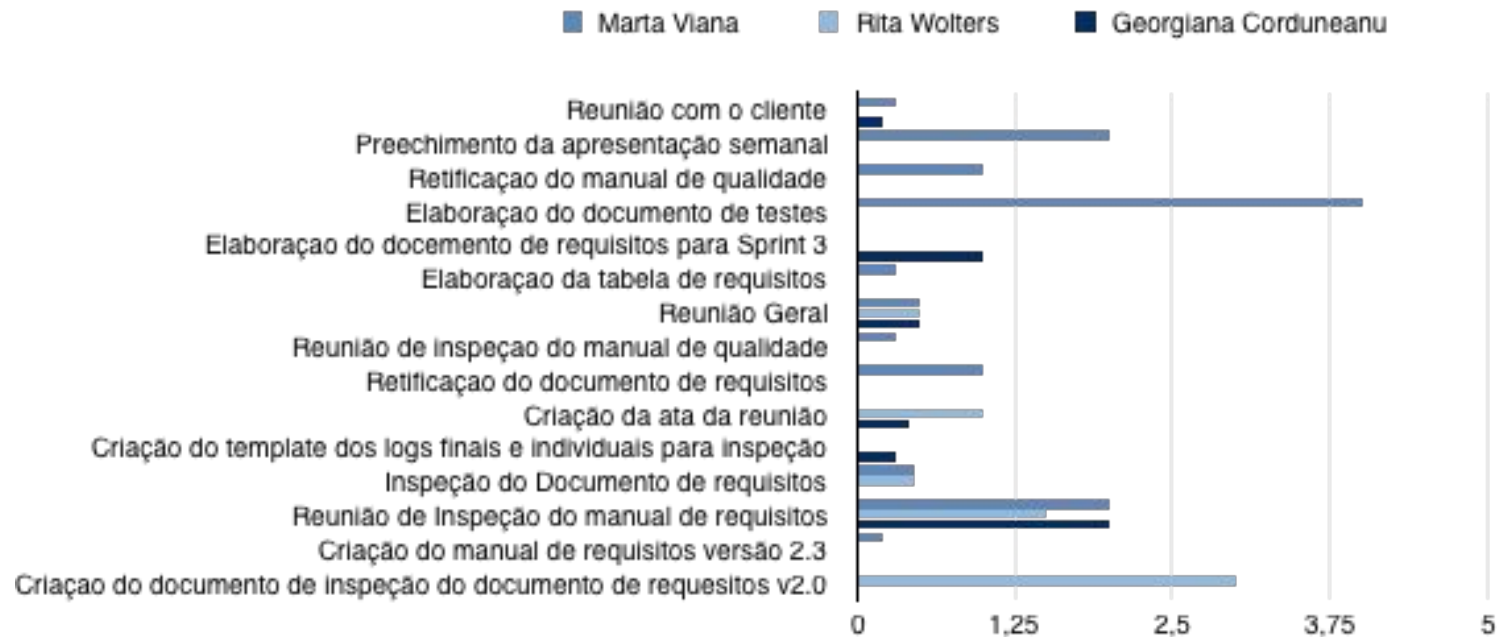 Marta Viana
Rita Wolters
Georgiana Corduneanu
Reunião com o cliente
Preechimento da apresentação semanal
Retificaçao do manual de qualidade
Elaboraçao do documento de testes
Elaboraçao do docemento de requisitos para Sprint 3
Elaboraçao da tabela de requisitos
Reunião Geral
Reunião de inspeçao do manual de qualidade
Retificaçao do documento de requisitos
Criação da ata da reunião
Criação do template dos logs finais e individuais para inspeção
Inspeção do Documento de requisitos
Reunião de Inspeção do manual de requisitos
Criação do manual de requisitos versão 2.3
Criaçao do documento de inspeção do documento de requesitos v2.0
0 1,25 2,5 3,75 5